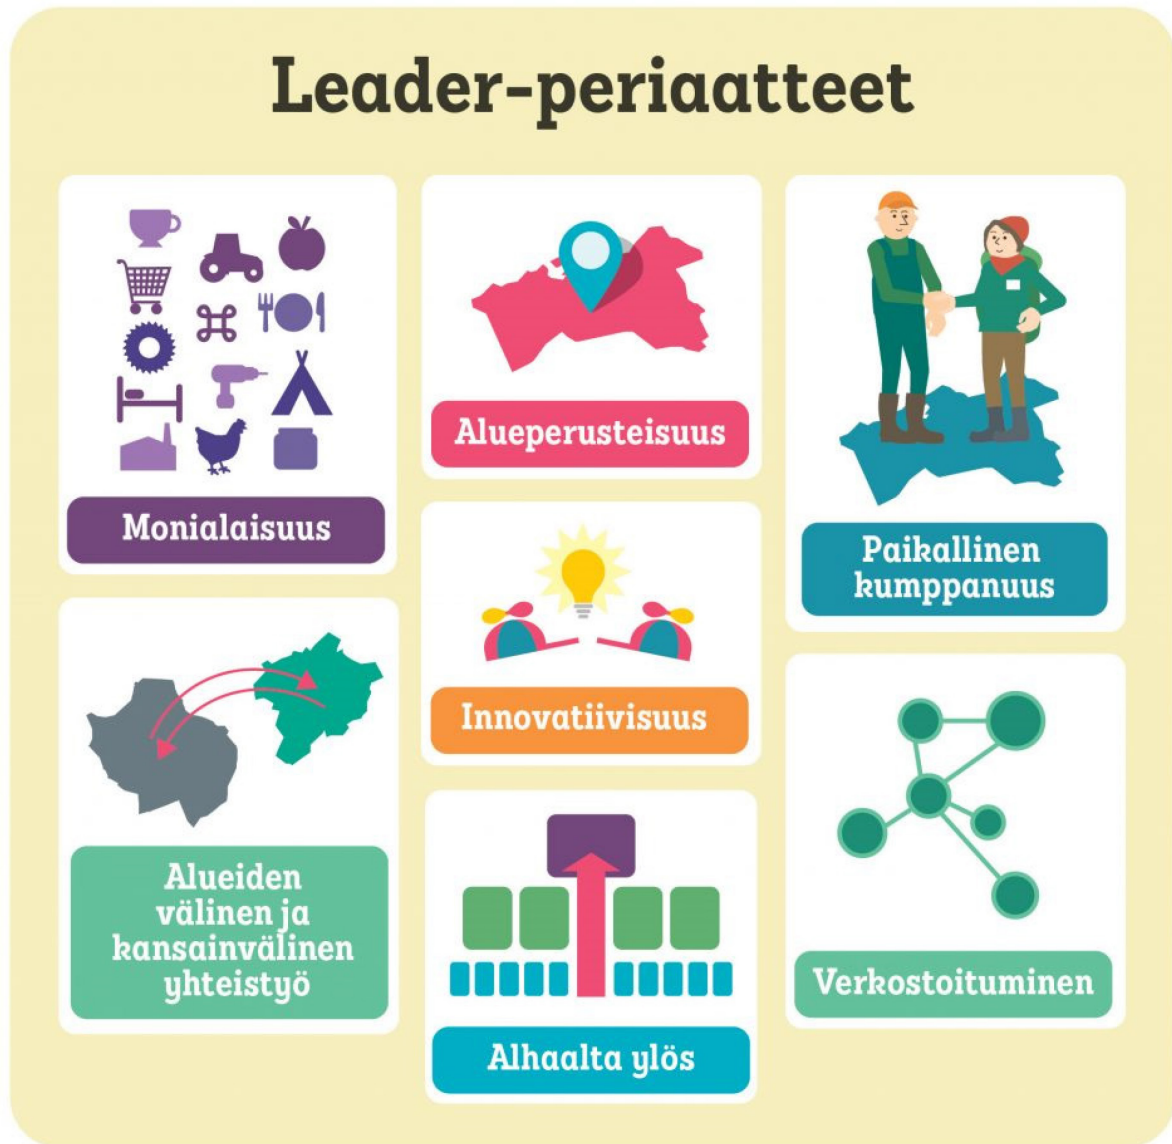 Leader-periaatteet
Monialaisuus
Alueperusteisuus
Paikallinen
kumppanuus
Innovatiivisuus
Alueiden
välinen ja
kansainvälinen
yhteistyö
Alhaalta ylös
Verkostoituminen